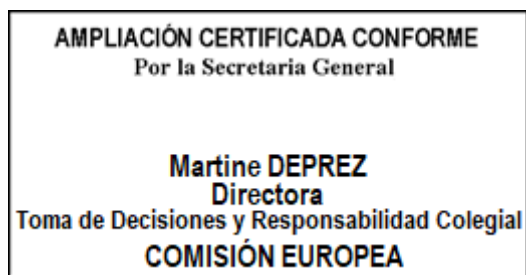 AMPLIACIÓN CERTIFICADA CONFORME
Por la Secretaria General
Martine DEPREZ
Directora
Toma de Decisiones y Responsabilidad Colegial
COMISIÓN EUROPEA